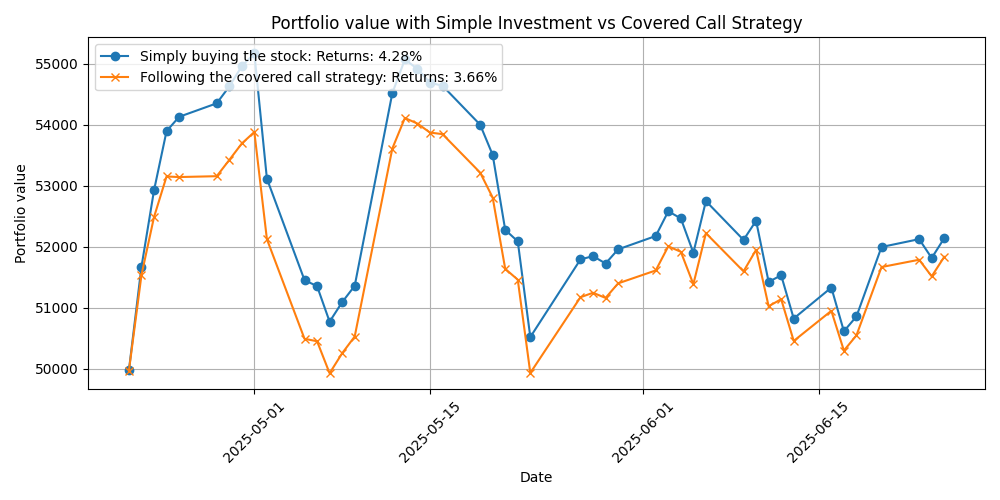 Portfolio value with Simple Investment vs Covered Call Strategy
Simply buying the stock: Returns: 4.28%
Following the covered call strategy: Returns: 3.66%
55000
54000
53000
52000
51000
50000
Portfolio value
2025-05-01
2025-05-15
2025-06-01
2025-06-15
Date